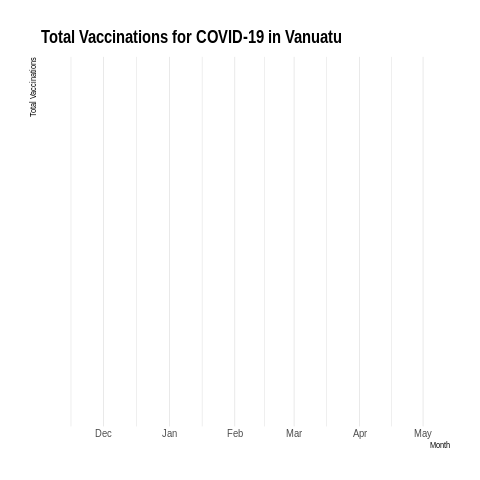 Total Vaccinations for COVID-19 in Vanuatu
Total Vaccinations
Dec Jan Feb Mar Apr May
Month